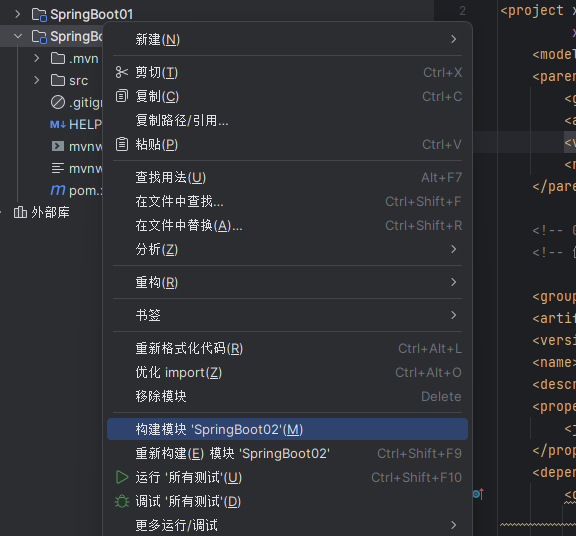 SpringBoot01
SpringBo
.mvn
src
.gitig
HELP
mvnw
mvnw
pom.x
外部库
新建(N)
剪切(T) Ctrl+X
复制(C) Ctrl+C
复制路径/引用...
粘贴(P) Ctrl+V
查找用法(U) Alt+F7
在文件中查找... Ctrl+Shift+F
在文件中替换(A)... Ctrl+Shift+R
分析(Z)
重构(R)
书签
重新格式化代码(R) Ctrl+Alt+L
优化 import(Z) Ctrl+Alt+O
移除模块 Delete
构建模块 'SpringBoot02'(M)
重新构建(E) 模块 'SpringBoot02' Ctrl+Shift+F9
运行 '所有测试'(U) Ctrl+Shift+F10
调试 '所有测试'(D)
更多运行/调试
2 <project x
x
<model
<parer
<g
<a
<v
<n
</pare
<!--
<!--
<group
<artif
<versi
<name>
<descr
<prope
<j
</prop
<depen
<d